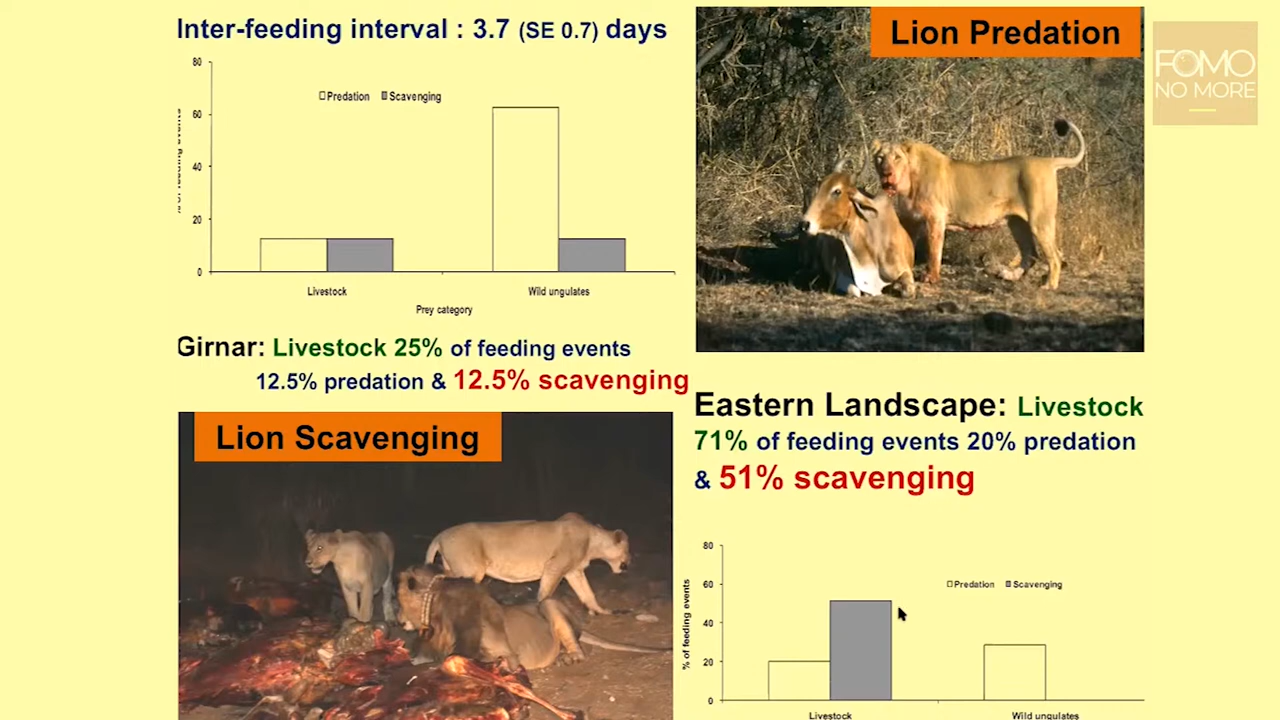 Inter-feeding interval : 3.7 (SE 0.7) days
80
60
40
20
0
Predation Scavenging
Livestock Wild ungulates
Prey category
Girnar: Livestock 25% of feeding events
12.5% predation & 12.5% scavenging
Lion Scavenging
Lion Predation
FOMO
NO MORE
Eastern Landscape: Livestock
71% of feeding events 20% predation
& 51% scavenging
80
60
40
20
0
% of feeding events
Predation Scavenging
Livestock Wild ungulates